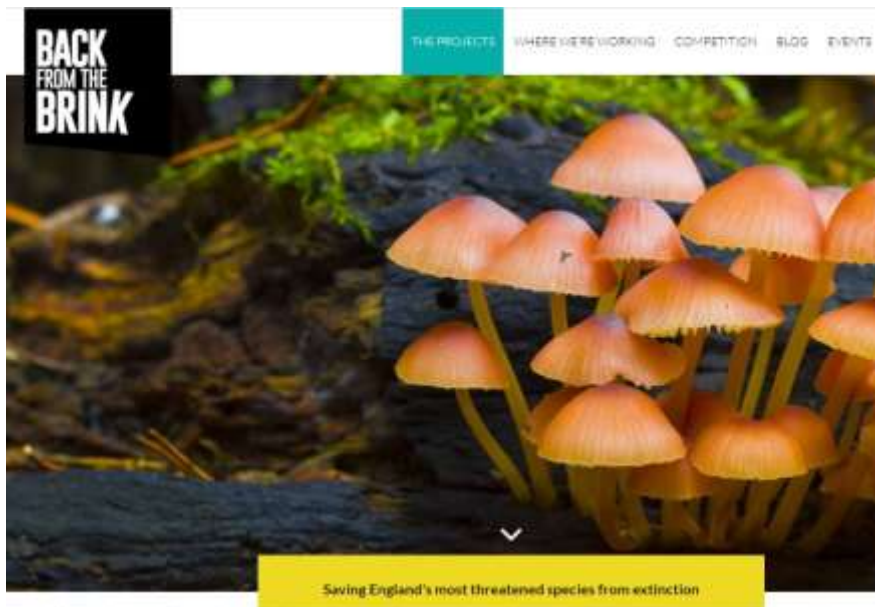 BACK
FROM THE
BRINK
THE PROJECTS WHERE WE'RE WORKING COMPETITION BLOG EVENTS
Saving England's most threatened species from extinction